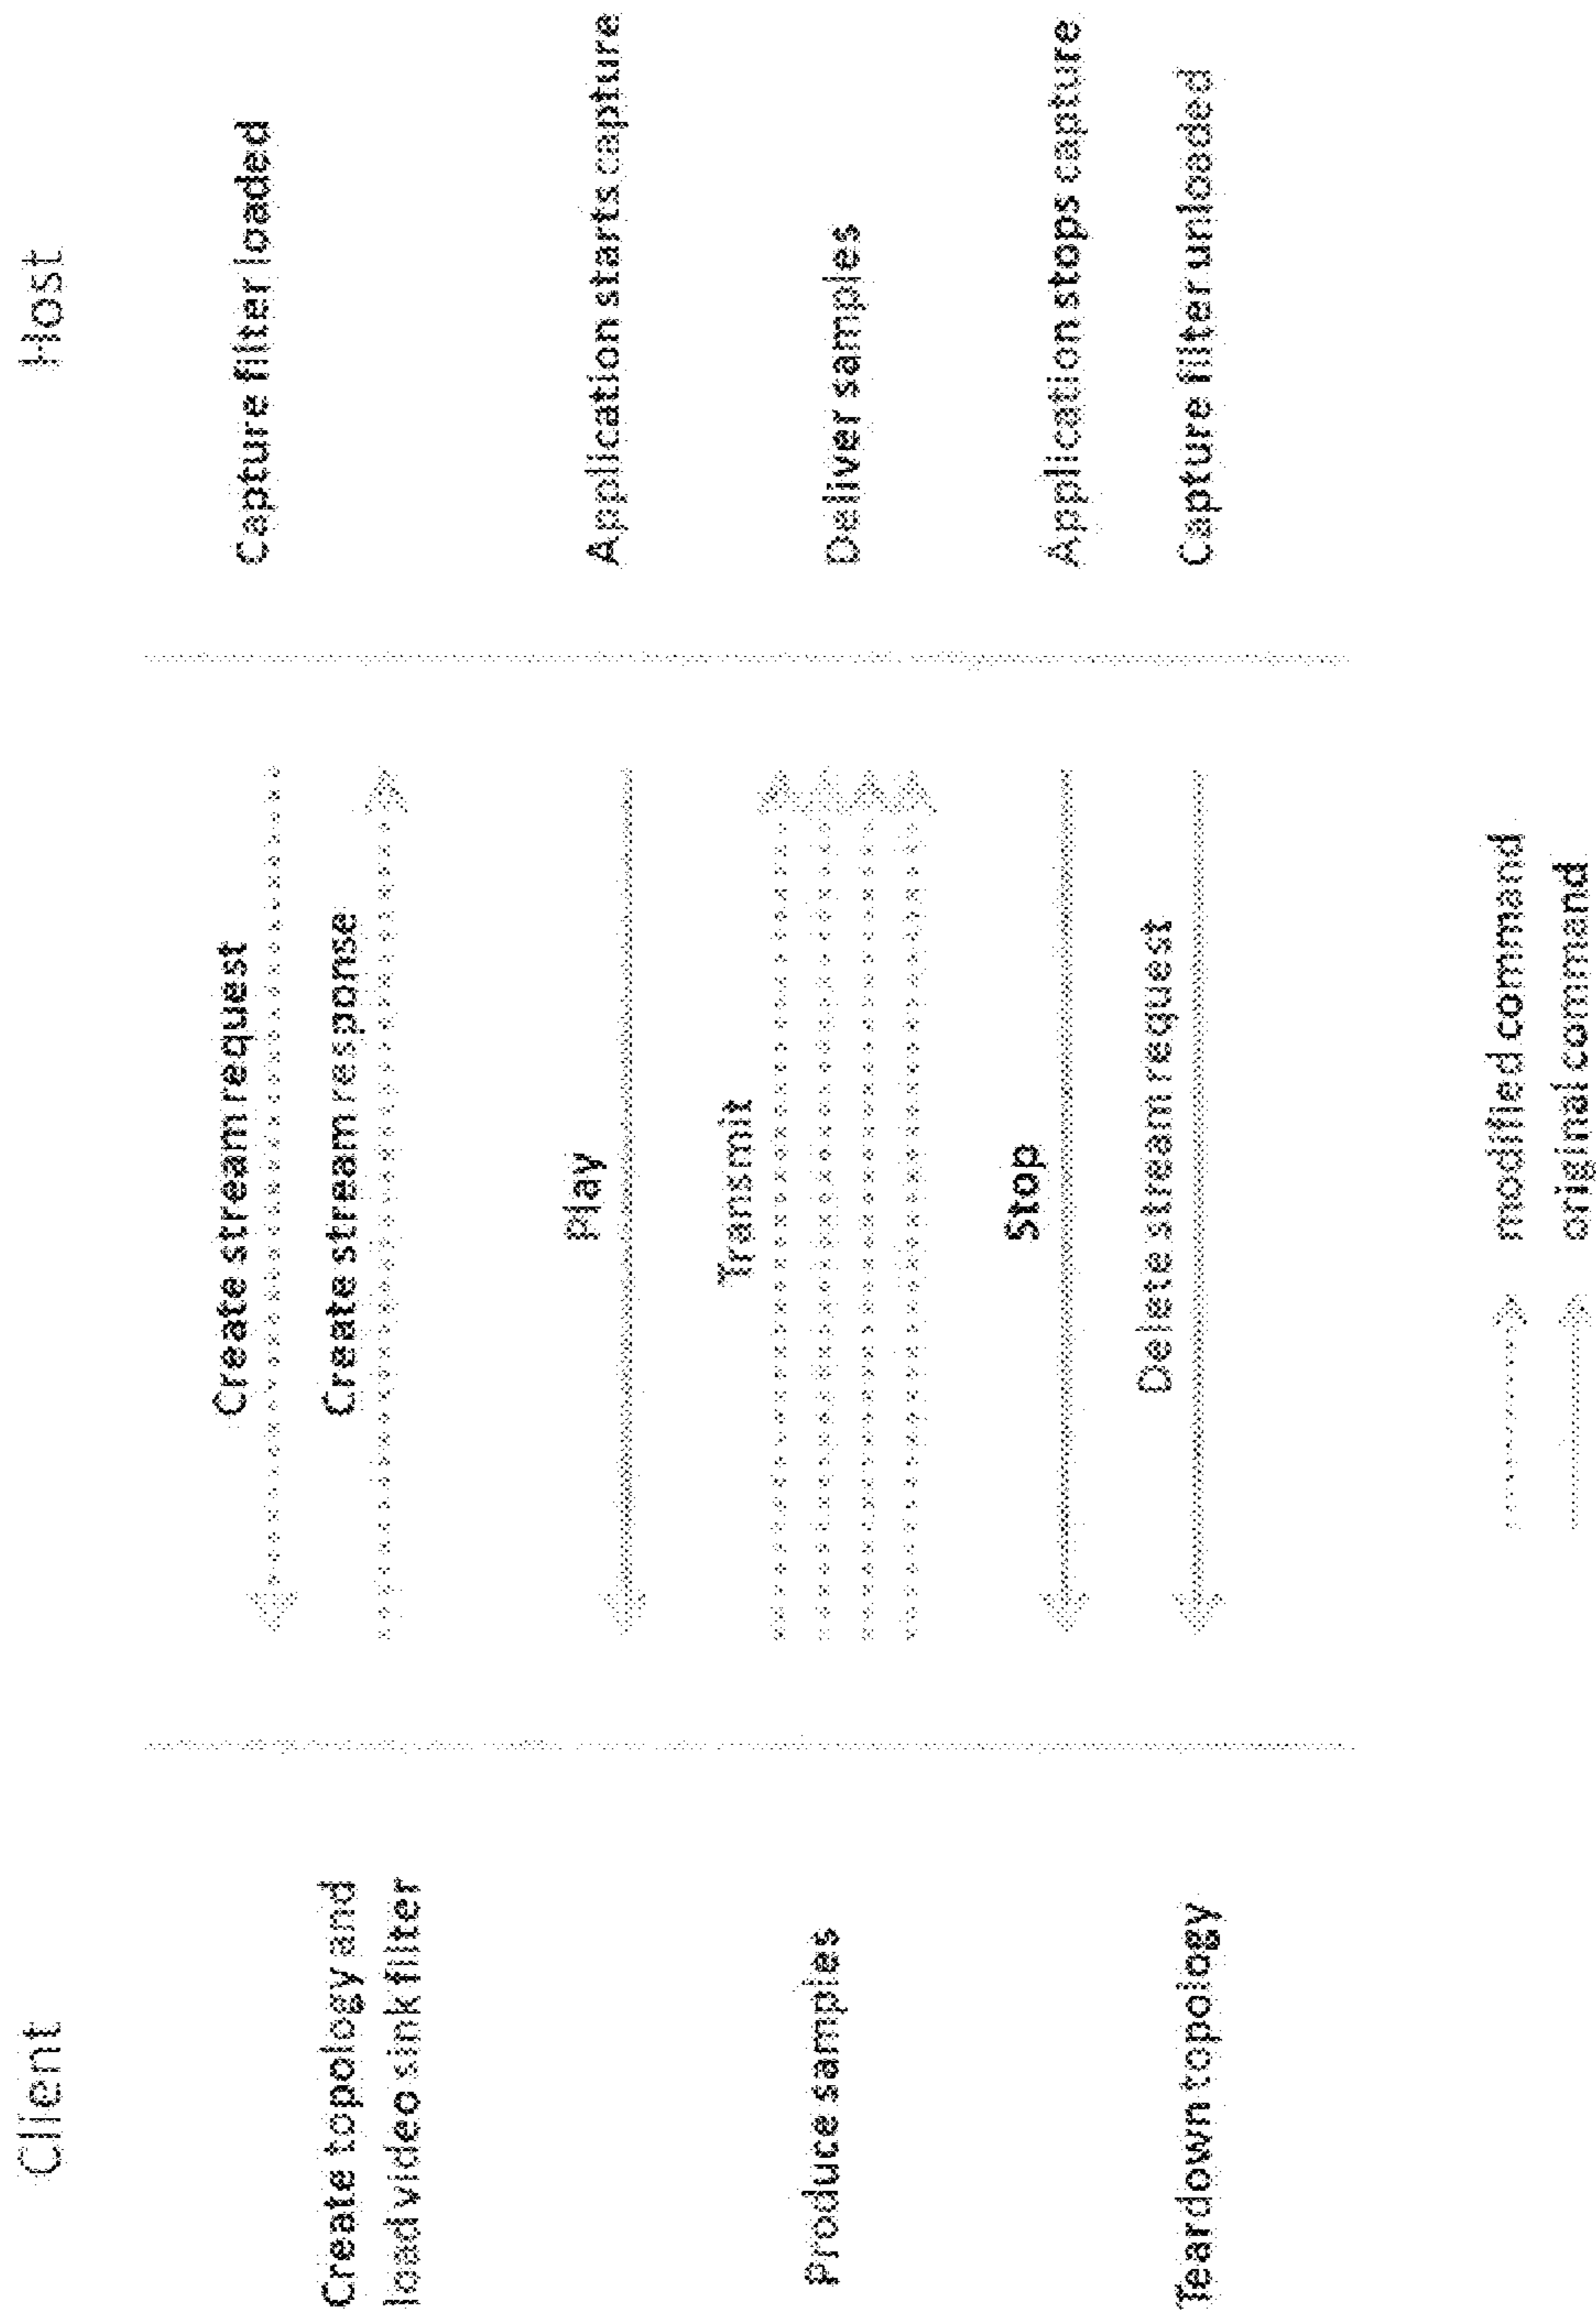 Client
Host
Capture filter loaded
Create stream request
Create topology and
load video sink filter
Create stream response
Application starts capture
Play
Transmit
Produce samples
Deliver samples
Application stops capture
Stop
Delete stream request
Teardown topology
Capture filter unloaded
modified command
original command